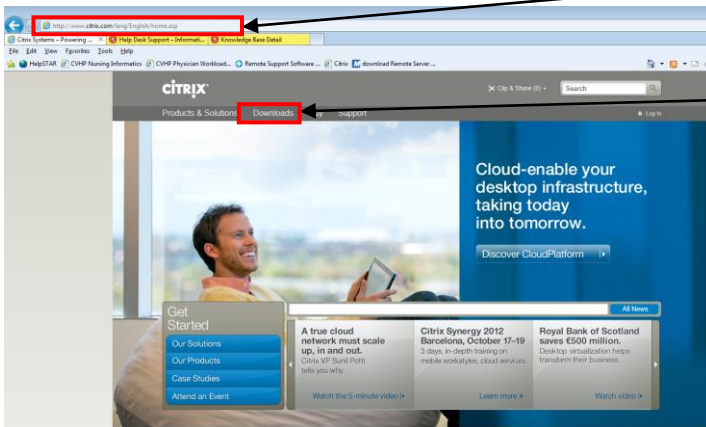 http://www.citrix.com/lang/English/home.asp
Citrix Systems - Powering ...
Help Desk Support - Informati...
Knowledge Base Detail
File Edit View Favorites Tools Help
HelpSTAR
CVHP Nursing Informatics
CVHP Physician Workload...
Remote Support Software ...
Citrix
download Remote Server ...
CITRIX
Clip & Share (0)
Search
Products & Solutions
Downloads
Support
Log In
Cloud-enable your
desktop infrastructure,
taking today
into tomorrow.
Discover CloudPlatform
All News
Get
Started
Our Solutions
Our Products
Case Studies
Attend an Event
A true cloud
network must scale
up, in and out.
Citrix VP Sunil Potti
tells you why.
Watch the 5-minute video
Citrix Synergy 2012
Barcelona, October 17-19
3 days, in-depth training on
mobile workstyles, cloud services.
Learn more
Royal Bank of Scotland
saves €500 million.
Desktop virtualization helps
transform their business.
Watch video